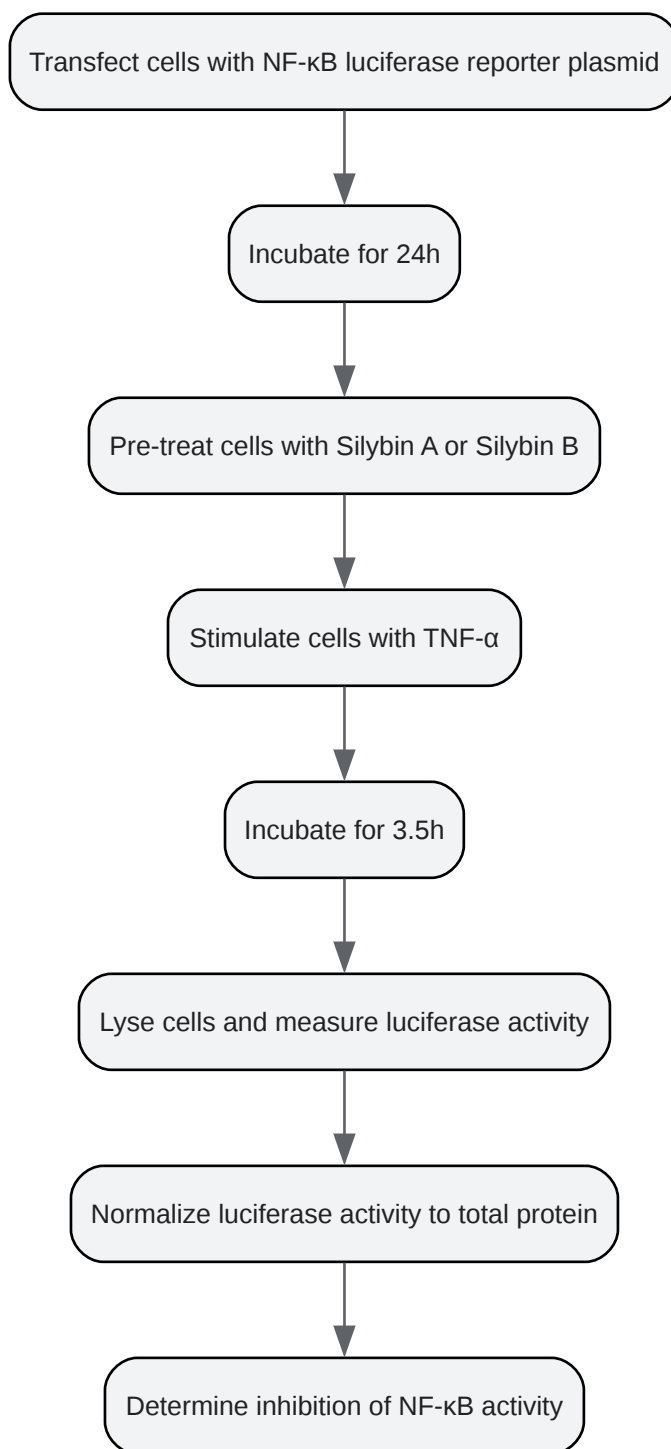 Transfect cells with NF-κB luciferase reporter plasmid
Incubate for 24h
Pre-treat cells with Silybin A or Silybin B
Stimulate cells with TNF-α
Incubate for 3.5h
Lyse cells and measure luciferase activity
Normalize luciferase activity to total protein
Determine inhibition of NF-κB activity